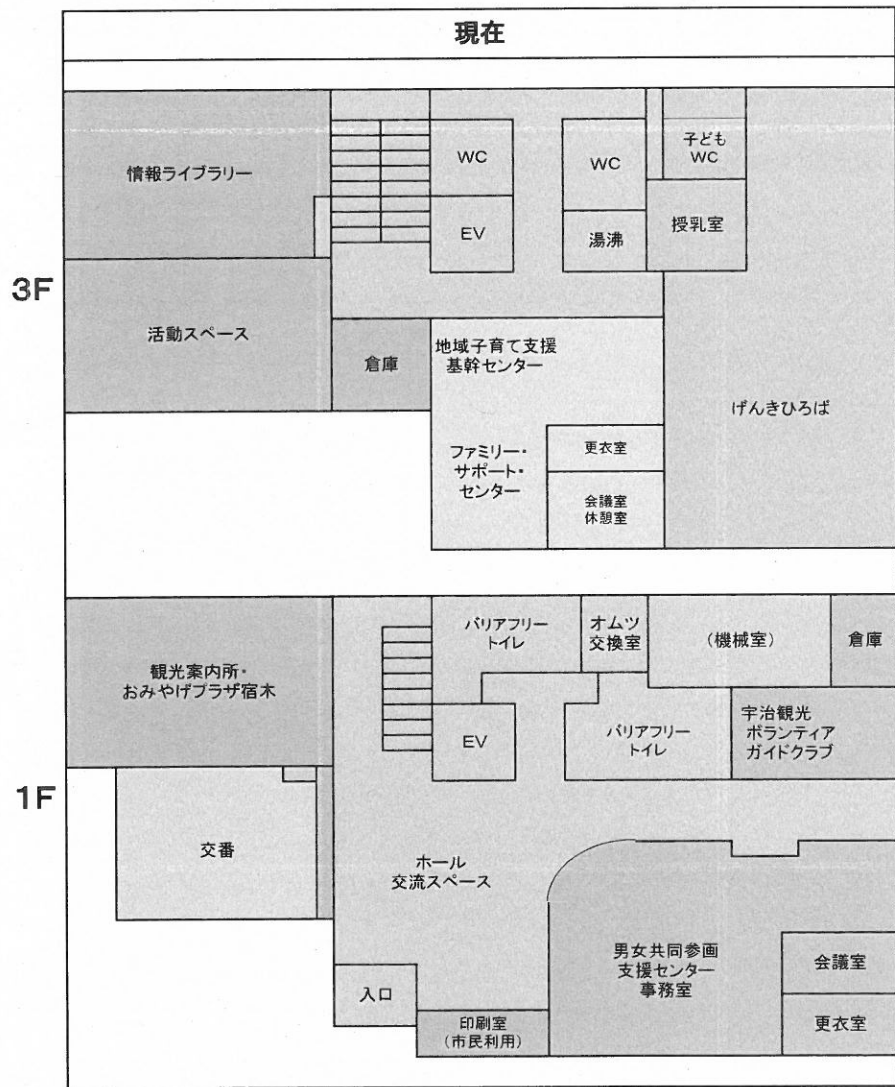 現在
3F
情報ライブラリー
WC
EV
WC
湯沸
子ども
WC
授乳室
活動スペース
倉庫
地域子育て支援
基幹センター
げんきひろば
ファミリー・
サポート・
センター
更衣室
会議室
休憩室
1F
観光案内所・
おみやげプラザ宿木
バリアフリー
トイレ
オムツ
交換室
（機械室）
倉庫
EV
バリアフリー
トイレ
宇治観光
ボランティア
ガイドクラブ
交番
ホール
交流スペース
男女共同参画
支援センター
事務室
会議室
更衣室
入口
印刷室
（市民利用）